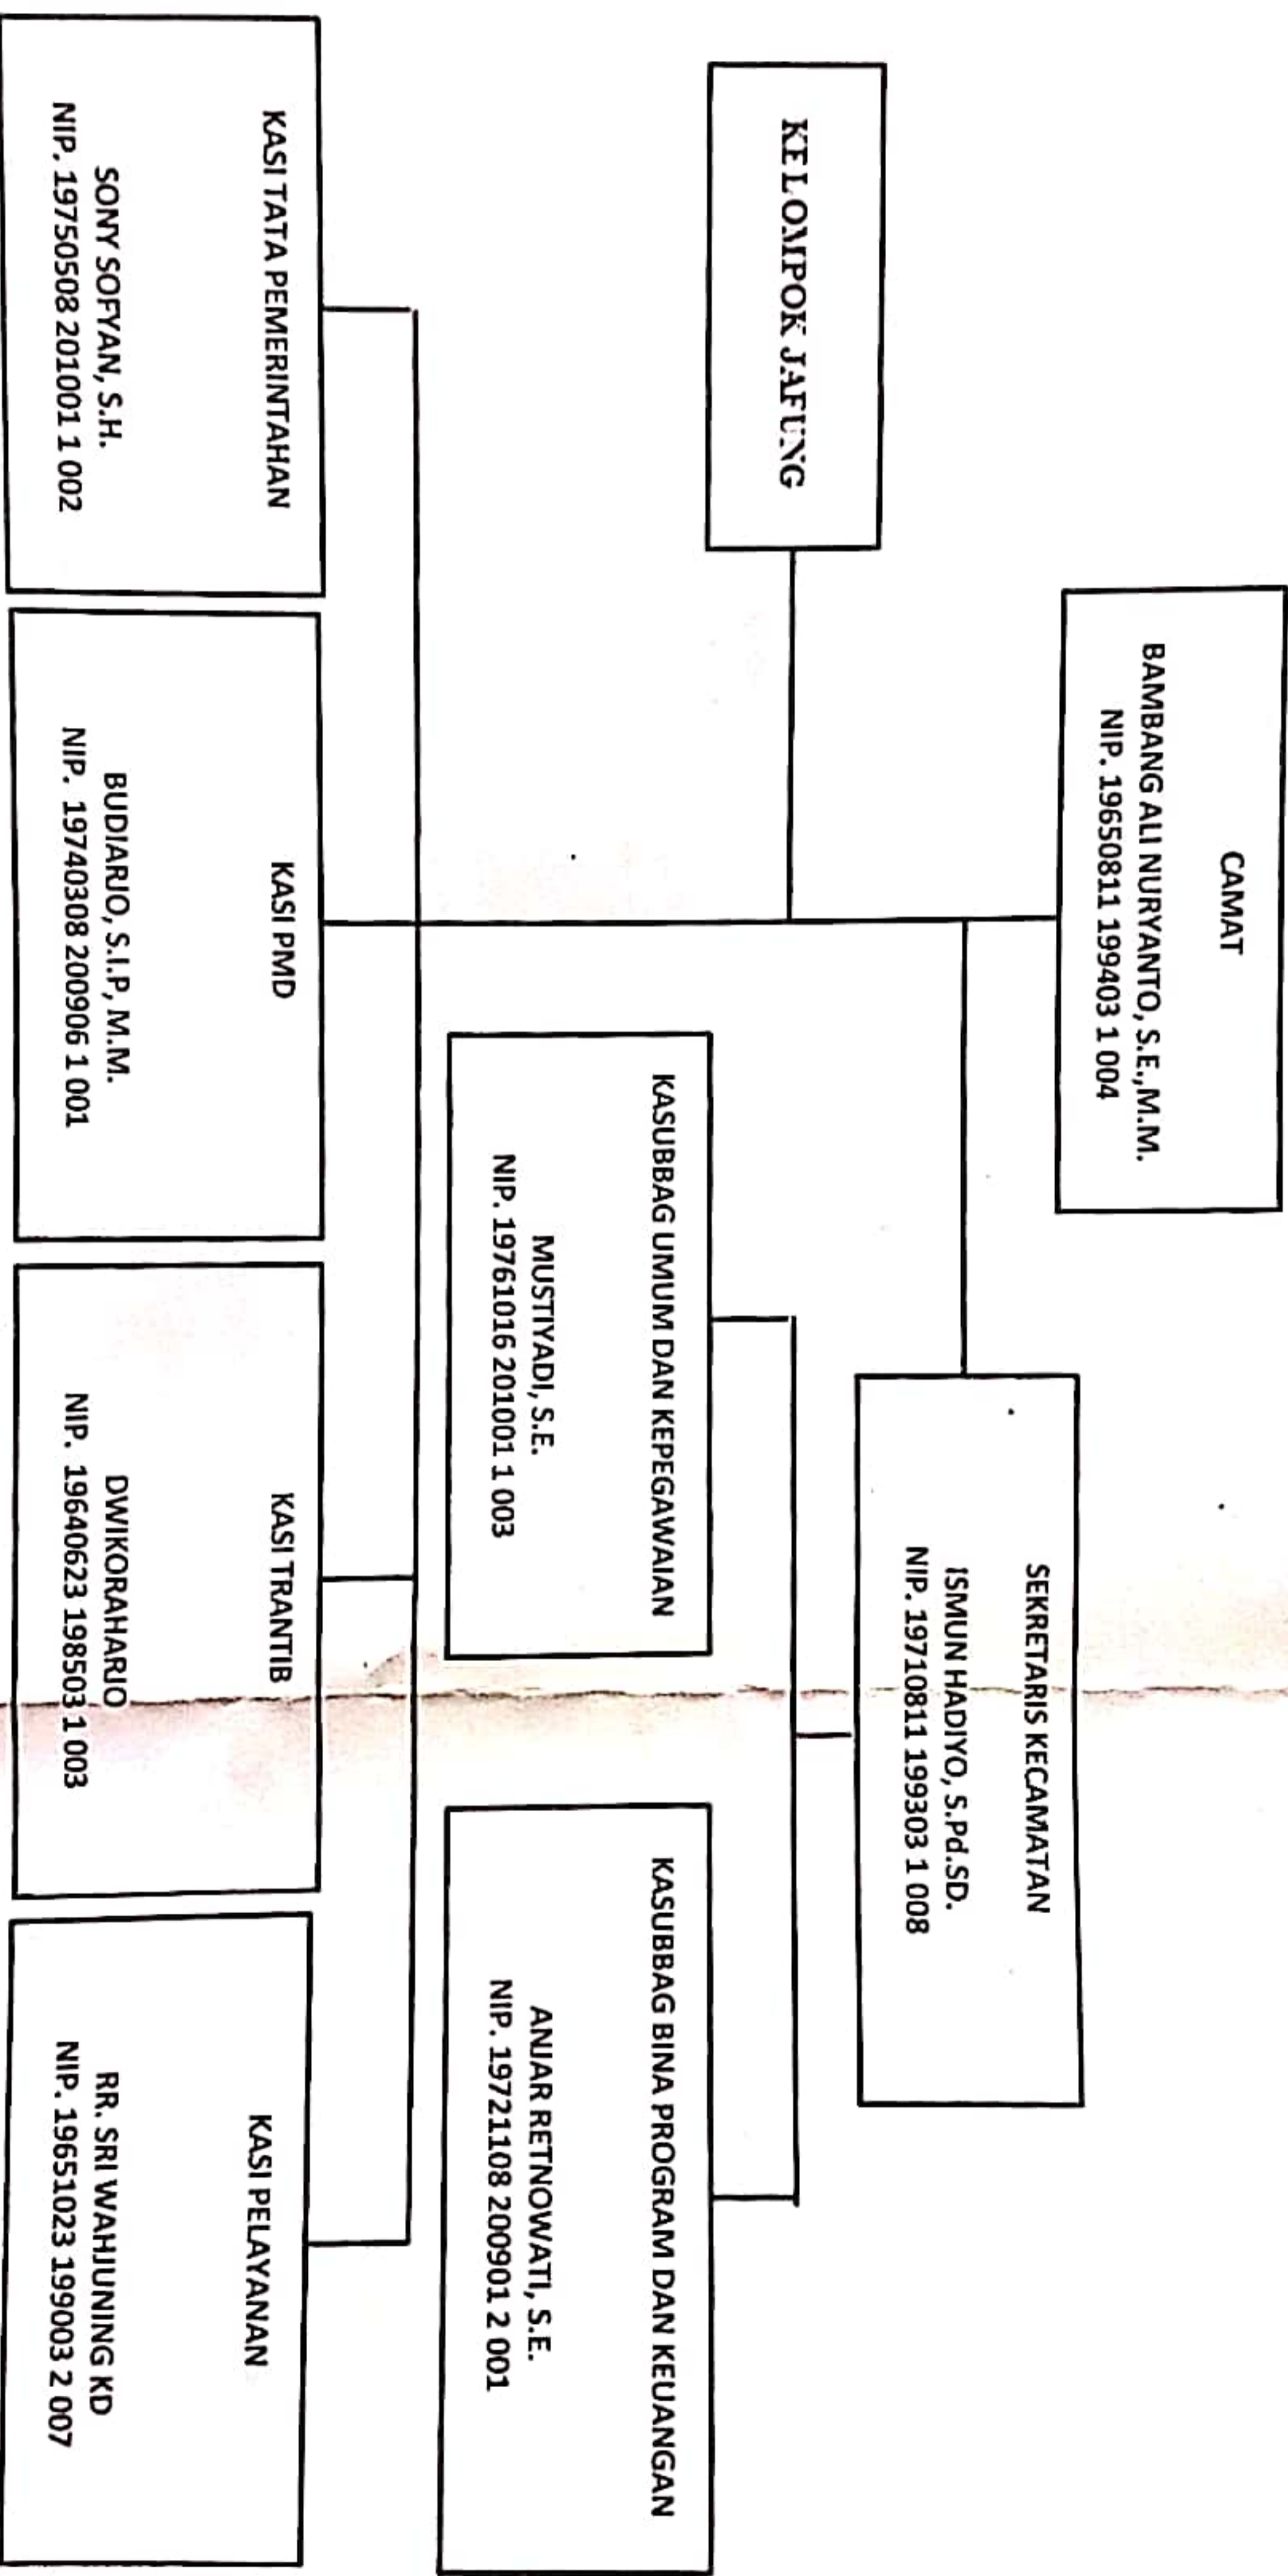 CAMAT
BAMBANG ALI NURYANTO, S.E.,M.M.
NIP. 19650811 199403 1 004
SEKRETARIS KECAMATAN
ISMUN HADIYO, S.Pd.SD.
NIP. 19710811 199303 1 008
KELOMPOK JAFUNG
KASUBBAG UMUM DAN KEPEGAWAIAN
MUSTIYADI, S.E.
NIP. 19761016 201001 1 003
KASUBBAG BINA PROGRAM DAN KEUANGAN
ANJAR RETNOWATI, S.E.
NIP. 19721108 200901 2 001
KASI TATA PEMERINTAHAN
SONY SOFYAN, S.H.
NIP. 19750508 201001 1 002
KASI PMD
BUDIARJO, S.I.P, M.M.
NIP. 19740308 200906 1 001
KASI TRANTIB
DWIKORAHARJO
NIP. 19640623 198503 1 003
KASI PELAYANAN
RR. SRI WAHJUNING KD
NIP. 19651023 199003 2 007